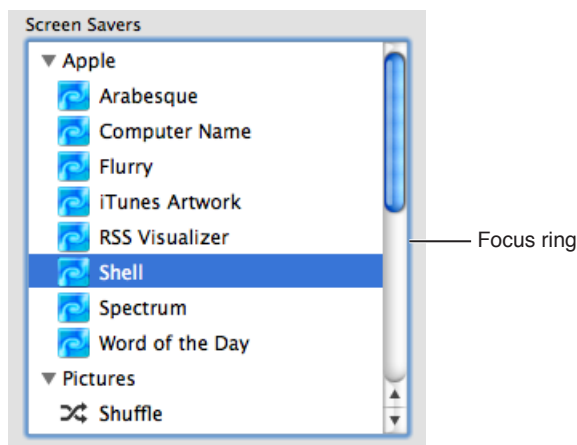 Screen Savers
Apple
Arabesque
Computer Name
Flurry
iTunes Artwork
RSS Visualizer
Focus ring
Shell
Spectrum
Word of the Day
Pictures
Shuffle